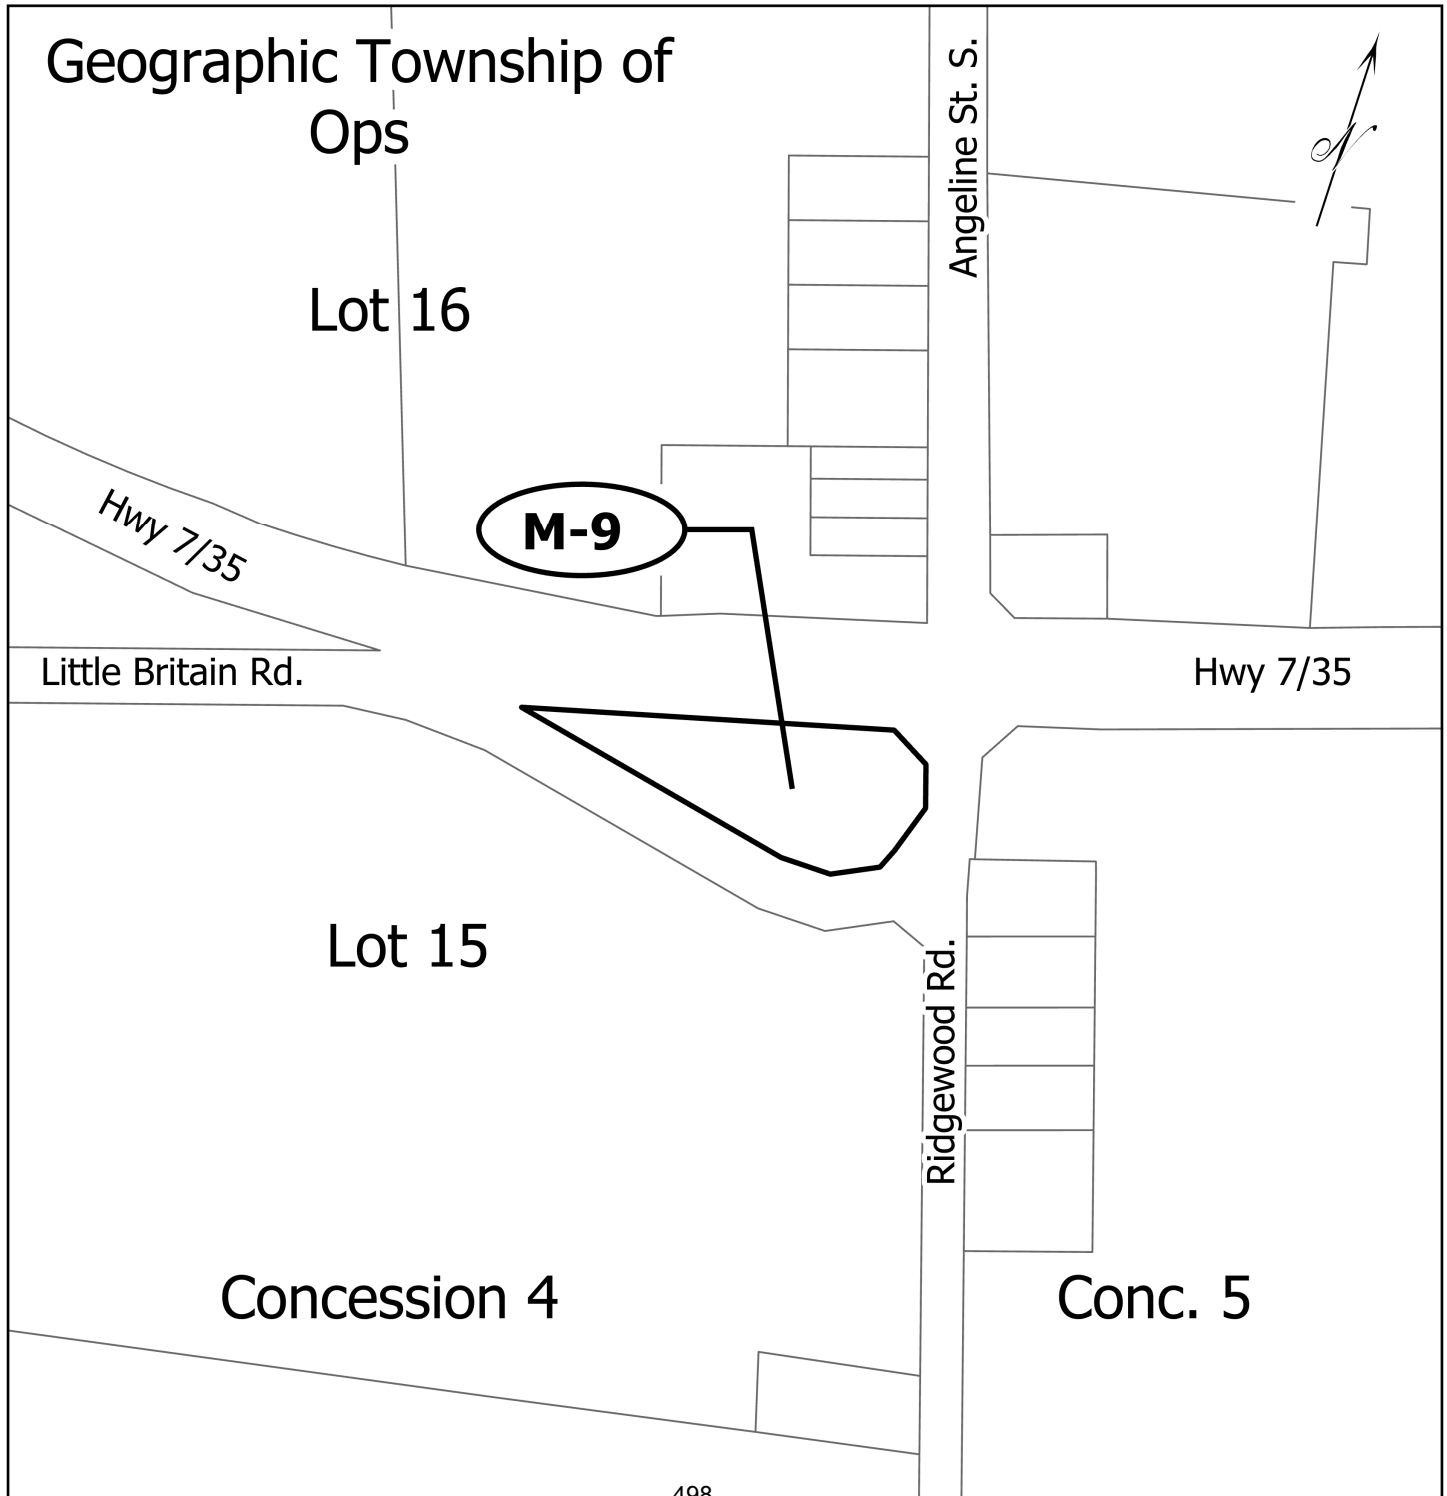 Geographic Township of
Ops
Angeline St. S.
N
Lot 16
Hwy 7/35
M-9
Little Britain Rd.
Hwy 7/35
Lot 15
Ridgewood Rd.
Concession 4
Conc. 5
498